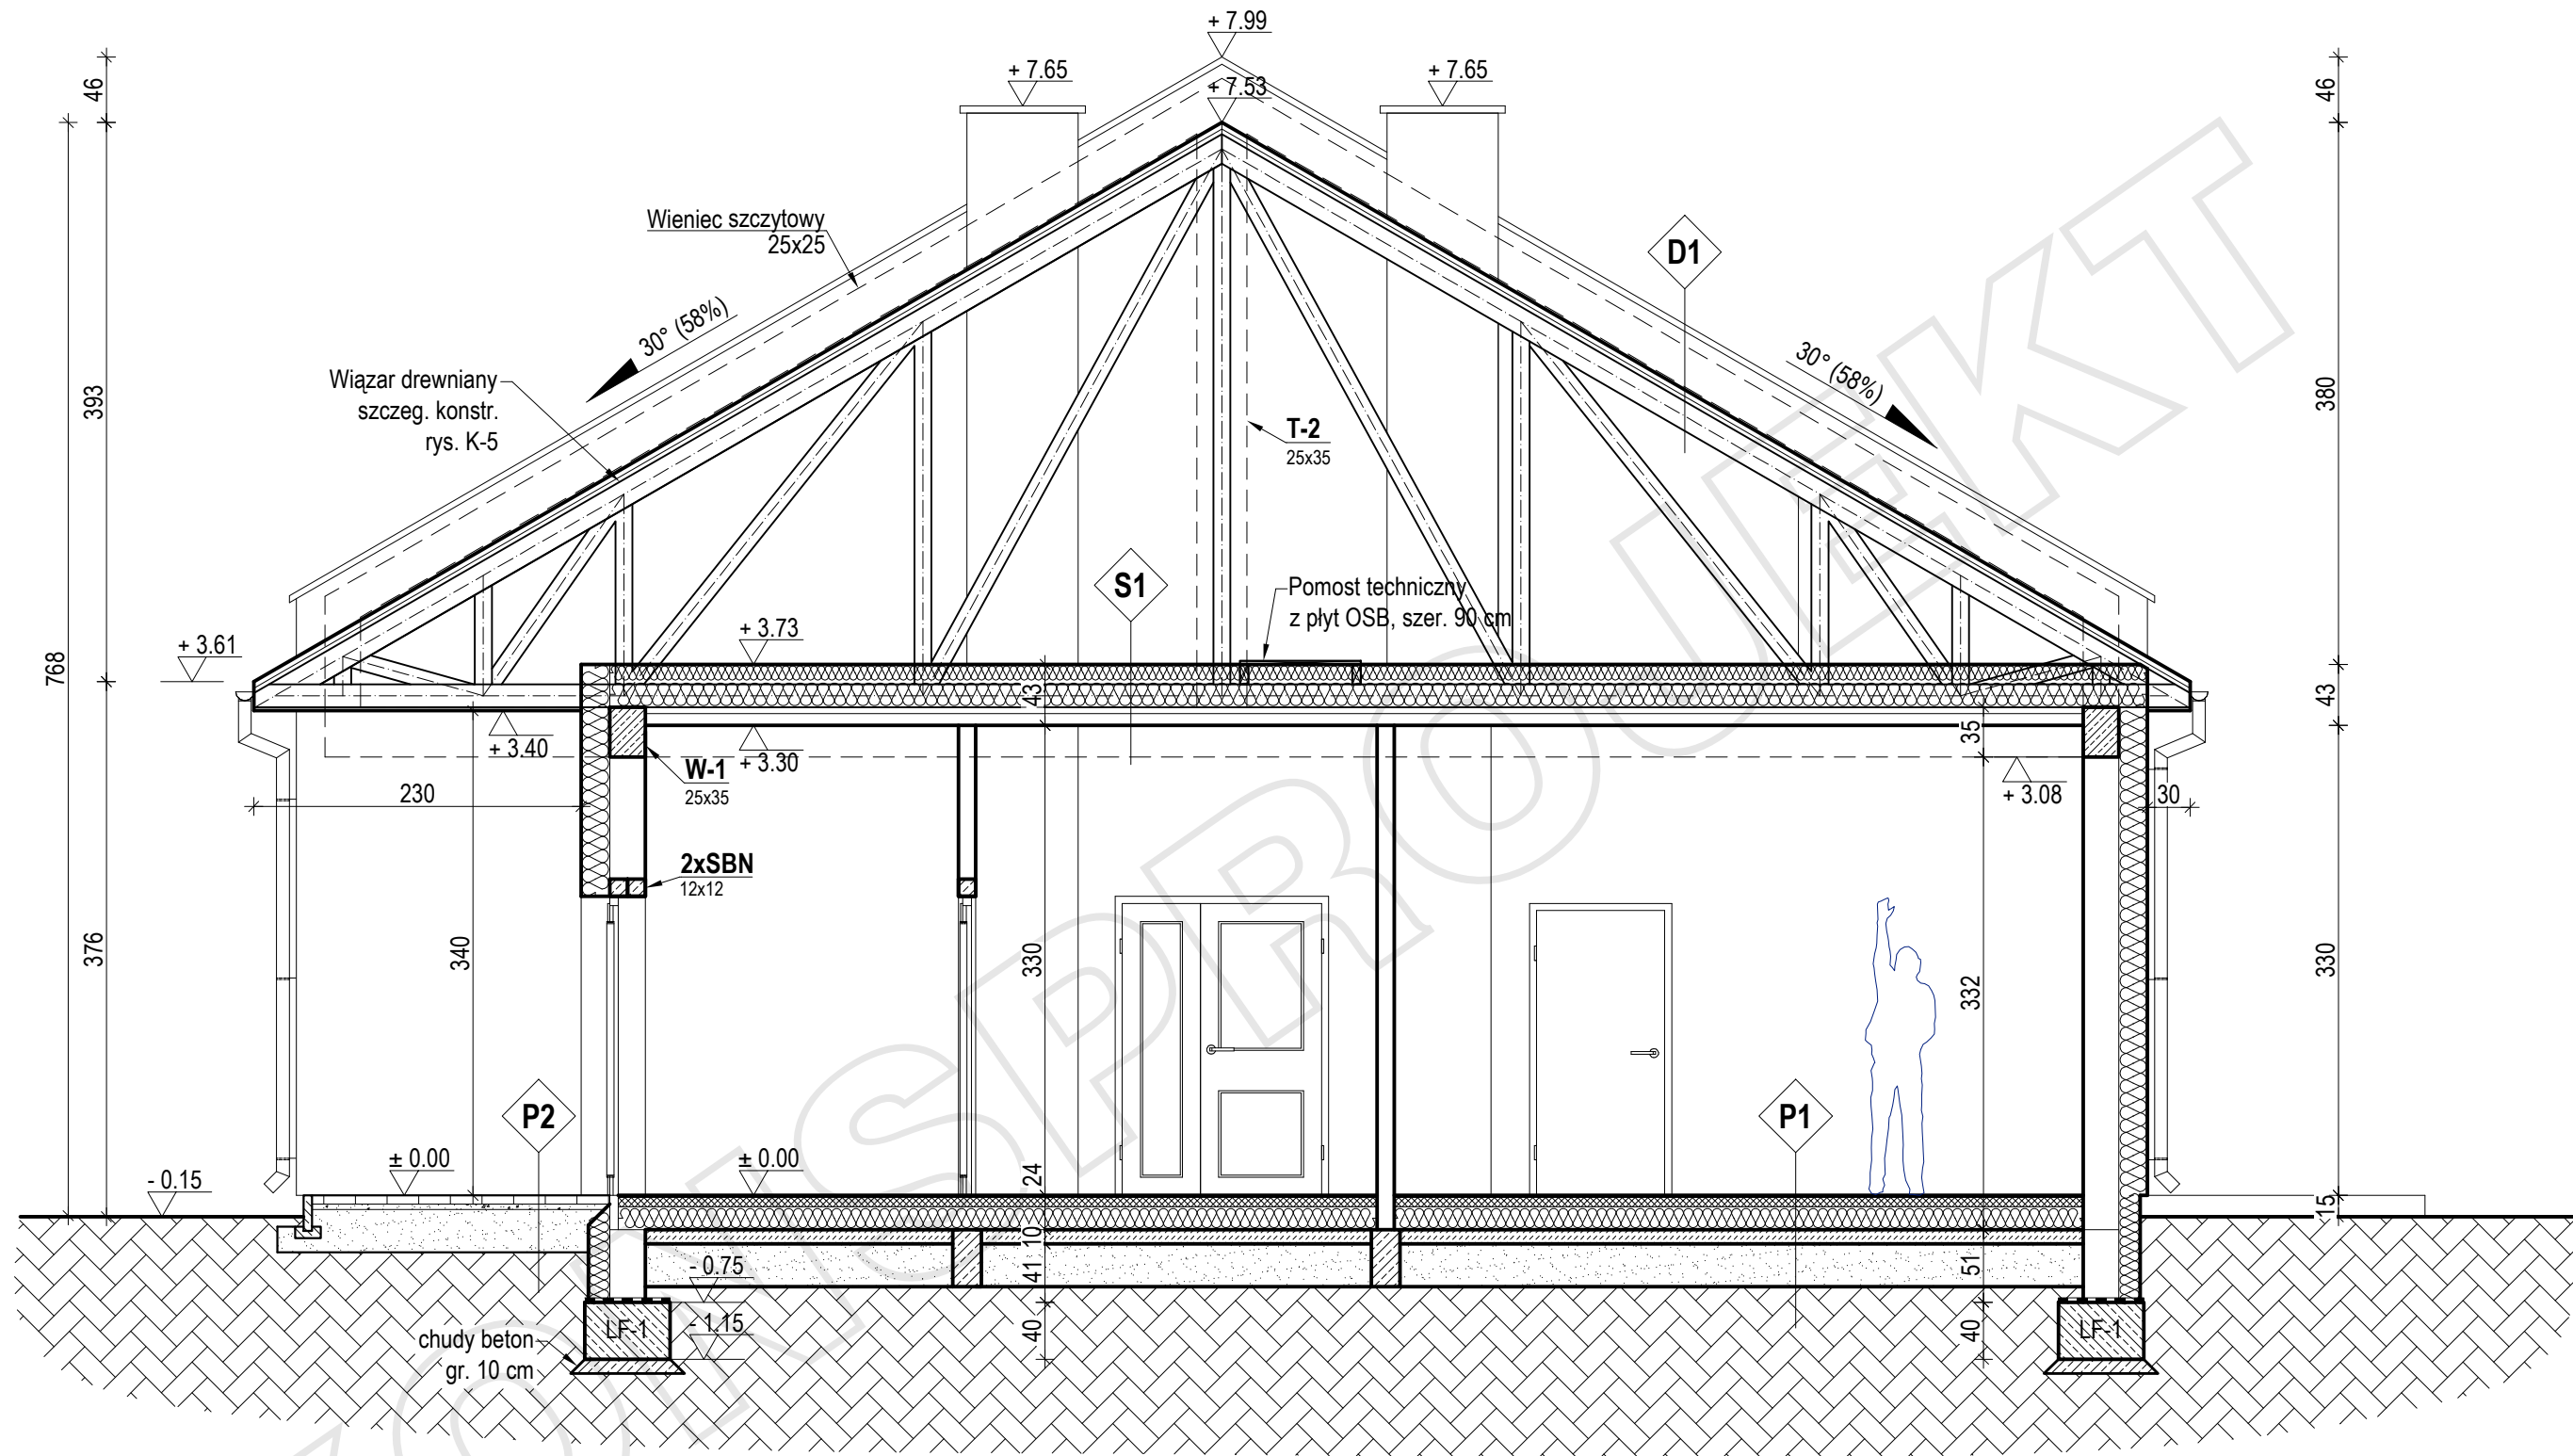 + 7.99
+ 7.65
+ 7.65
+ 7.53
46
46
Wieniec szczytowy
25x25
D1
30° (58%)
30° (58%)
Wiązar drewniany
szczeg. konstr.
rys. K-5
393
380
T-2
25x35
S1
Pomost techniczny
z płyt OSB, szer. 90 cm
+ 3.61
+ 3.73
768
43
43
35
+ 3.40
+ 3.30
W-1
25x35
+ 3.08
230
30
2xSBN
12x12
376
340
330
332
330
P2
P1
± 0.00
± 0.00
- 0.15
24
15
10
41
51
- 0.75
- 1.15
LF-1
LF-1
40
40
chudy beton
gr. 10 cm
KONSPROJEKT